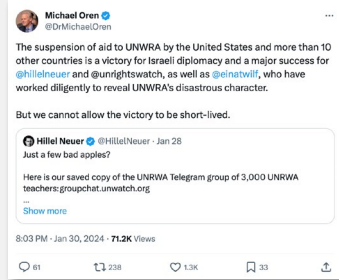 Michael Oren
@DrMichaelOren
The suspension of aid to UNWRA by the United States and more than 10
other countries is a victory for Israeli diplomacy and a major success for
@hillelneuer and @unrightswatch, as well as @einatwilf, who have
worked diligently to reveal UNWRA's disastrous character.
But we cannot allow the victory to be short-lived.
Hillel Neuer @HillelNeuer · Jan 28
Just a few bad apples?
Here is our saved copy of the UNRWA Telegram group of 3,000 UNRWA
teachers: groupchat.unwatch.org
...
Show more
8:03 PM · Jan 30, 2024 · 71.2K Views
61 238 1.3K 33